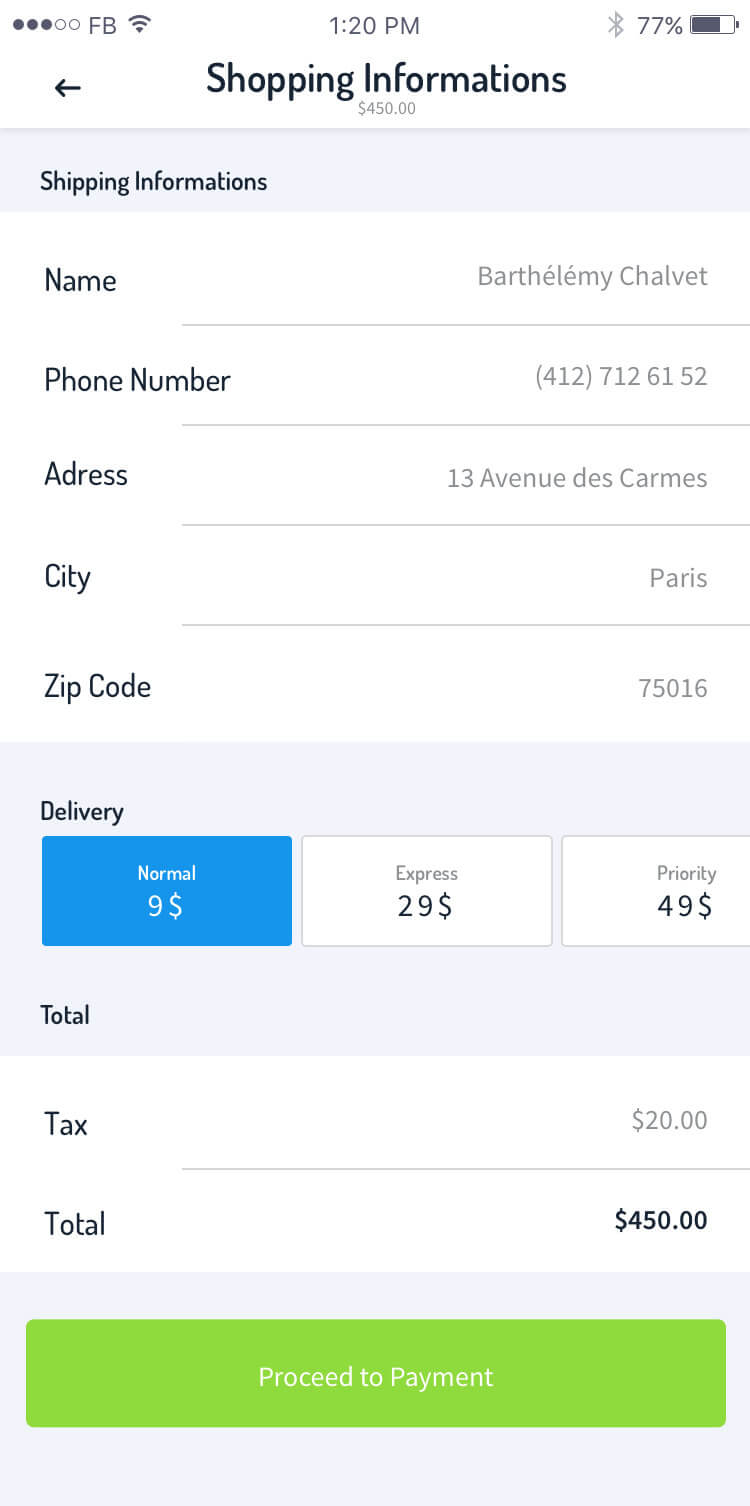 FB 1:20 PM 77%
Shopping Informations
$450.00
Shipping Informations
Name Barthélémy Chalvet
Phone Number (412) 712 61 52
Adress 13 Avenue des Carmes
City Paris
Zip Code 75016
Delivery
Normal Express Priority
9$ 29$ 49$
Total
Tax $20.00
Total $450.00
Proceed to Payment